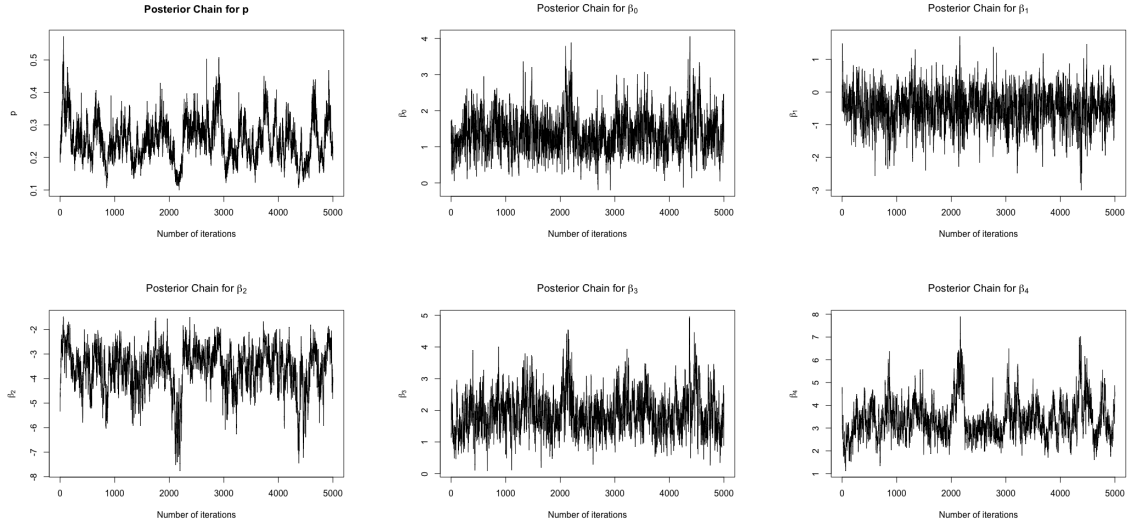 Posterior Chain for p
p
0.1 0.2 0.3 0.4 0.5
0 1000 2000 3000 4000 5000
Number of iterations
Posterior Chain for β0
β0
0 1 2 3 4
0 1000 2000 3000 4000 5000
Number of iterations
Posterior Chain for β1
β1
-3 -2 -1 0 1
0 1000 2000 3000 4000 5000
Number of iterations
Posterior Chain for β2
β2
-8 -7 -6 -5 -4 -3 -2
0 1000 2000 3000 4000 5000
Number of iterations
Posterior Chain for β3
β3
0 1 2 3 4 5
0 1000 2000 3000 4000 5000
Number of iterations
Posterior Chain for β4
β4
1 2 3 4 5 6 7 8
0 1000 2000 3000 4000 5000
Number of iterations